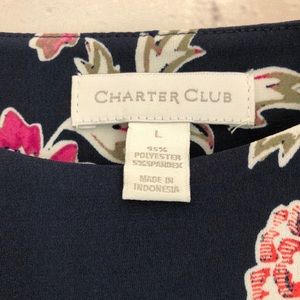 CHARTER CLUB
L
95%
POLYESTER
5%SPANDEX
MADE IN
INDONESIA